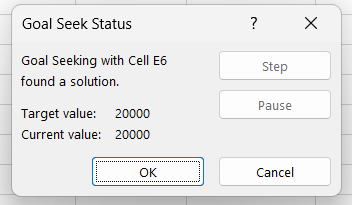 Goal Seek Status
?
Goal Seeking with Cell E6
found a solution.
Step
Pause
Target value: 20000
Current value: 20000
OK
Cancel